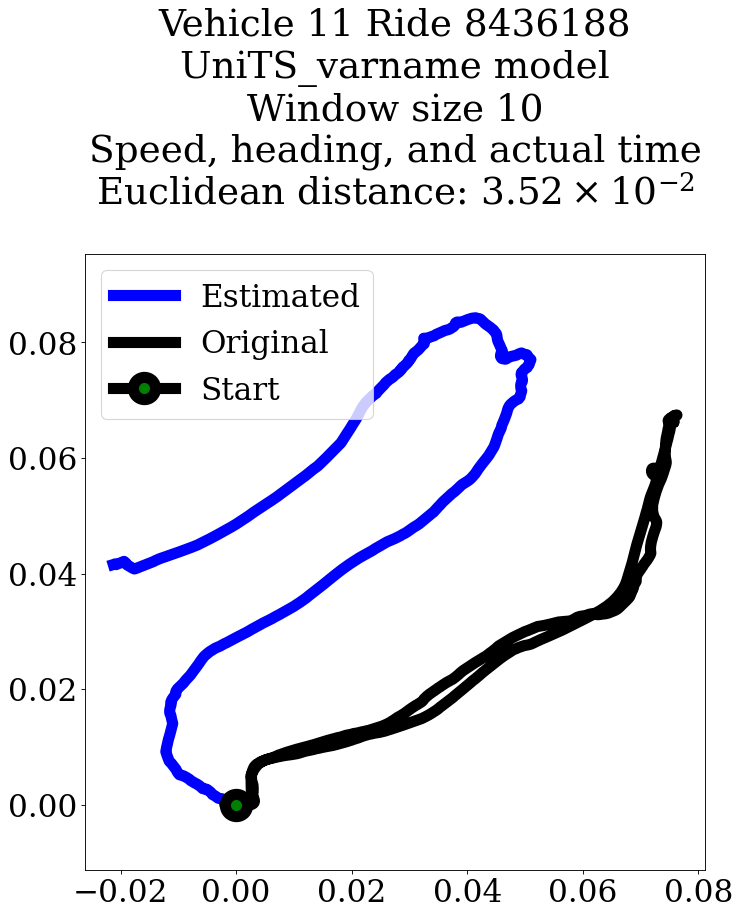 Vehicle 11 Ride 8436188
UniTS_varname model
Window size 10
Speed, heading, and actual time
Euclidean distance: 3.52 × 10⁻²
Estimated
Original
Start
0.08
0.06
0.04
0.02
0.00
−0.02 0.00 0.02 0.04 0.06 0.08